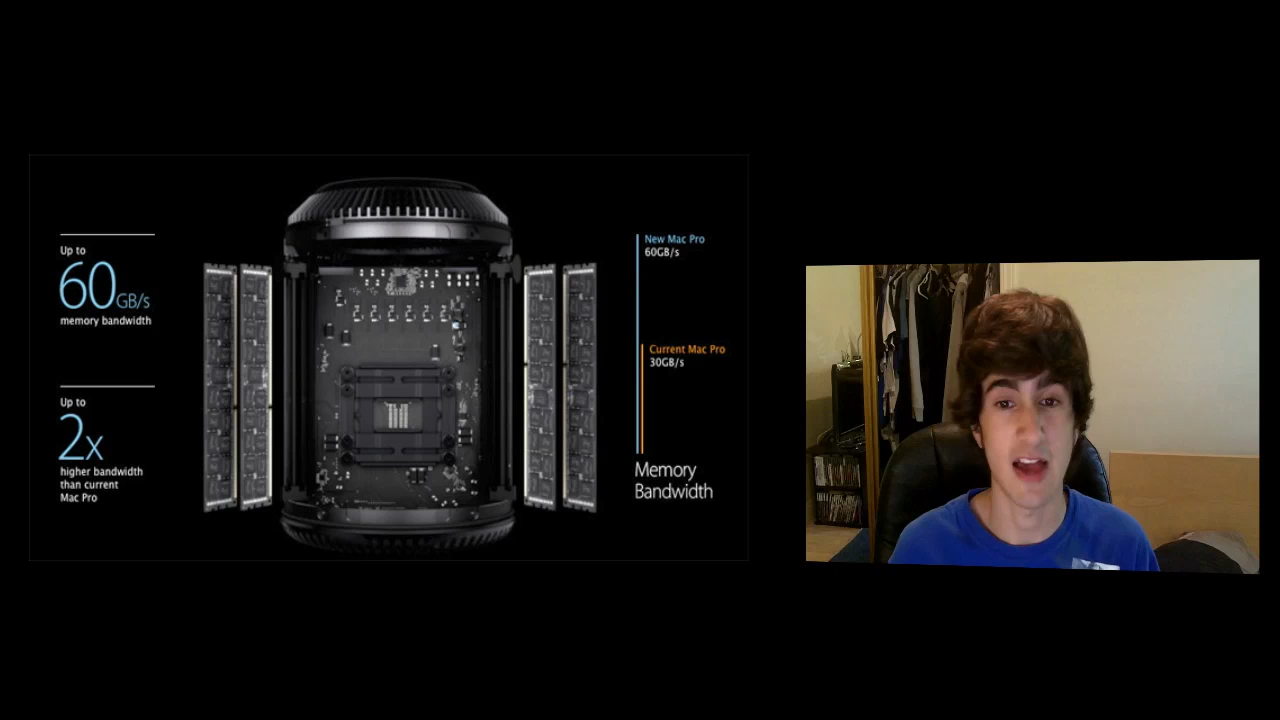 Up to
60GB/s
memory bandwidth
Up to
2x
higher bandwidth
than current
Mac Pro
New Mac Pro
60GB/s
Current Mac Pro
30GB/s
Memory
Bandwidth